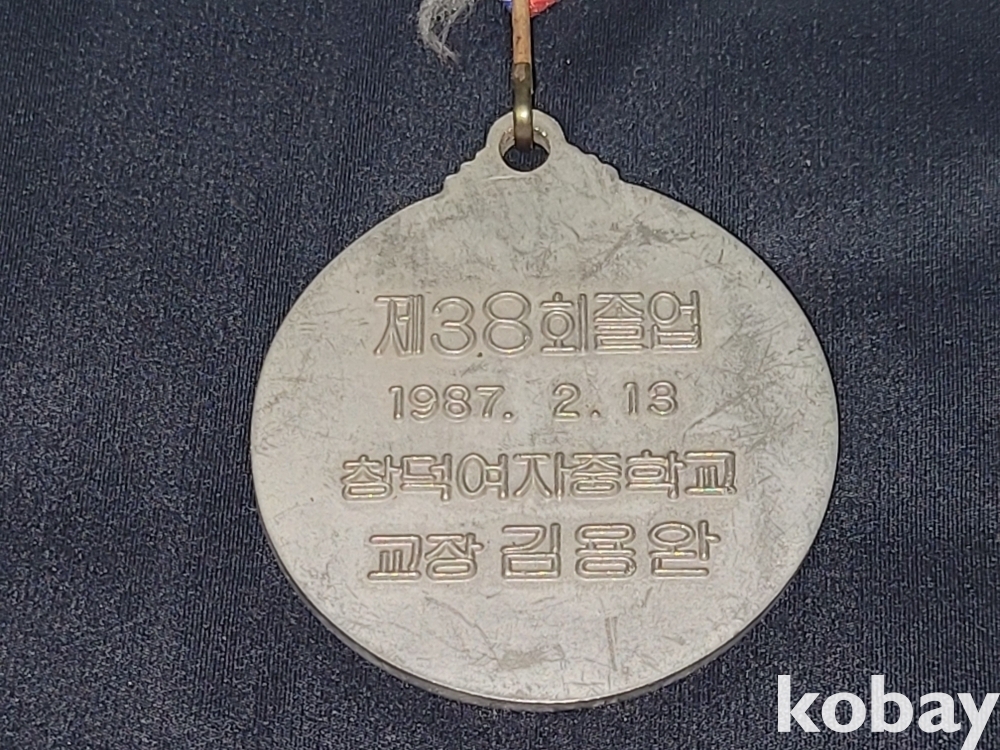 제38회졸업
1987. 2. 13
창덕여자중학교
교장 김용완
kobay